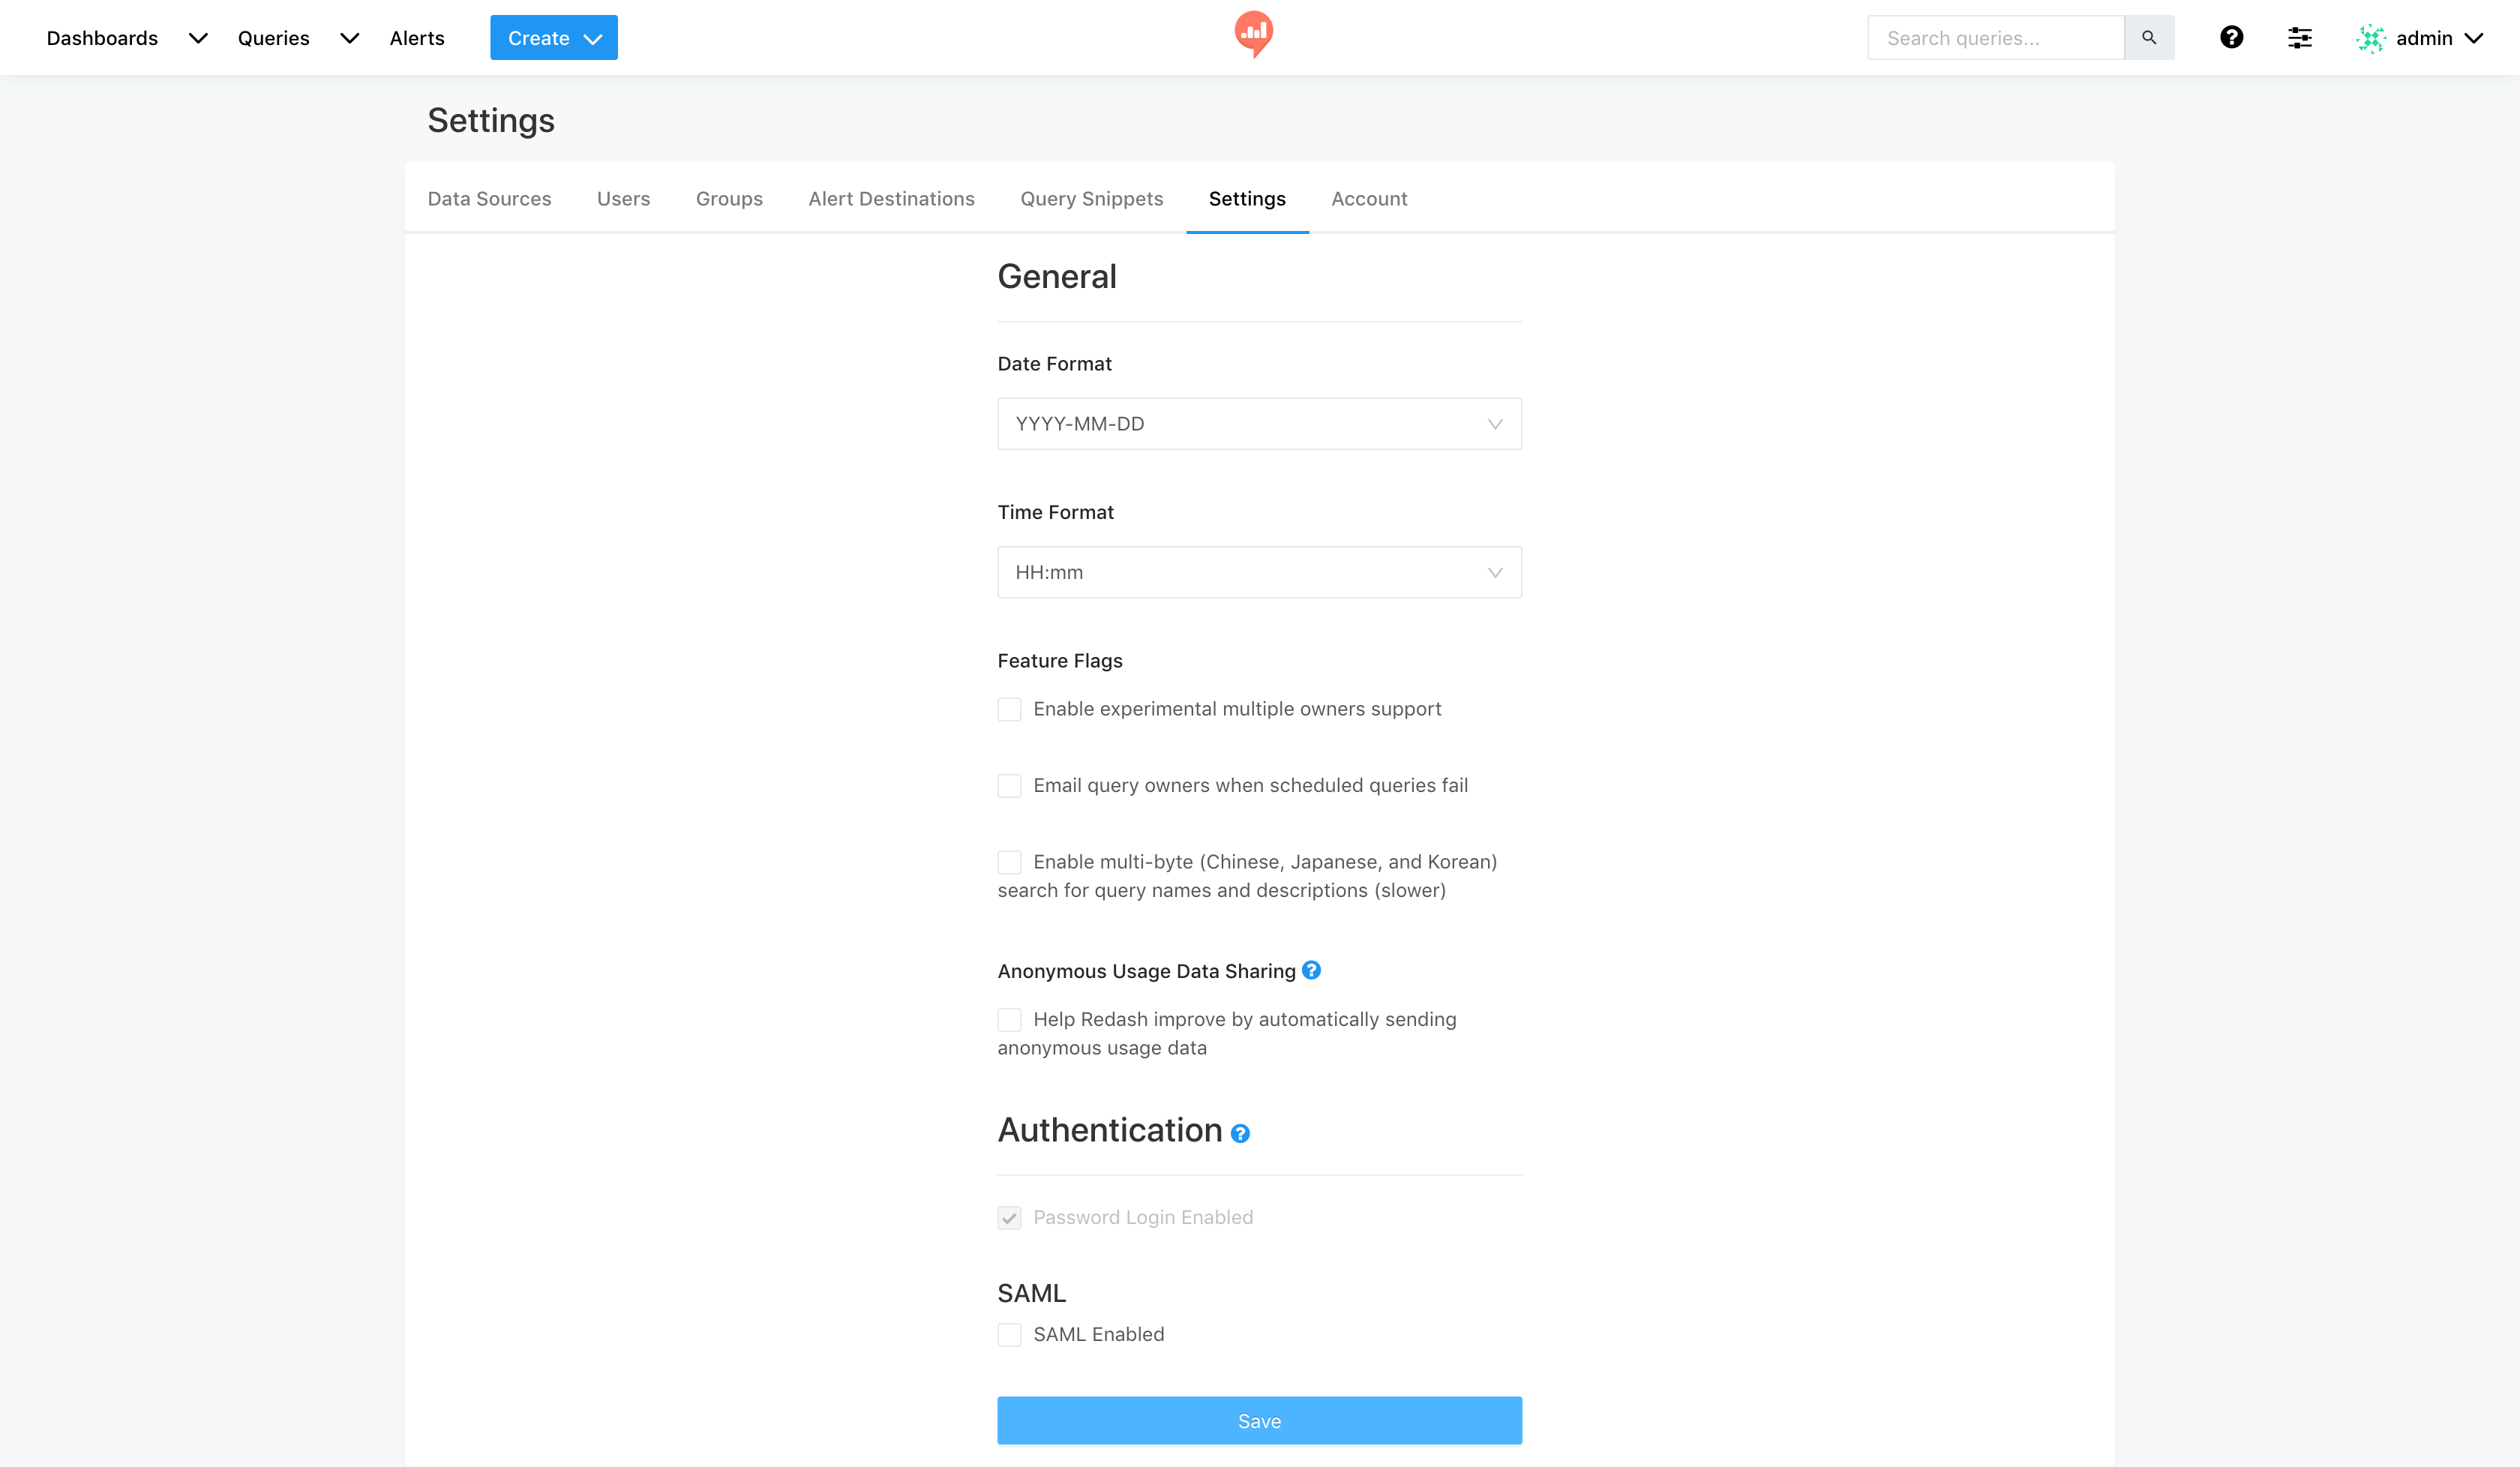 Dashboards Queries Alerts Create Search queries... admin
Settings
Data Sources Users Groups Alert Destinations Query Snippets Settings Account
General
Date Format
YYYY-MM-DD
Time Format
HH:mm
Feature Flags
Enable experimental multiple owners support
Email query owners when scheduled queries fail
Enable multi-byte (Chinese, Japanese, and Korean)
search for query names and descriptions (slower)
Anonymous Usage Data Sharing
Help Redash improve by automatically sending
anonymous usage data
Authentication
Password Login Enabled
SAML
SAML Enabled
Save